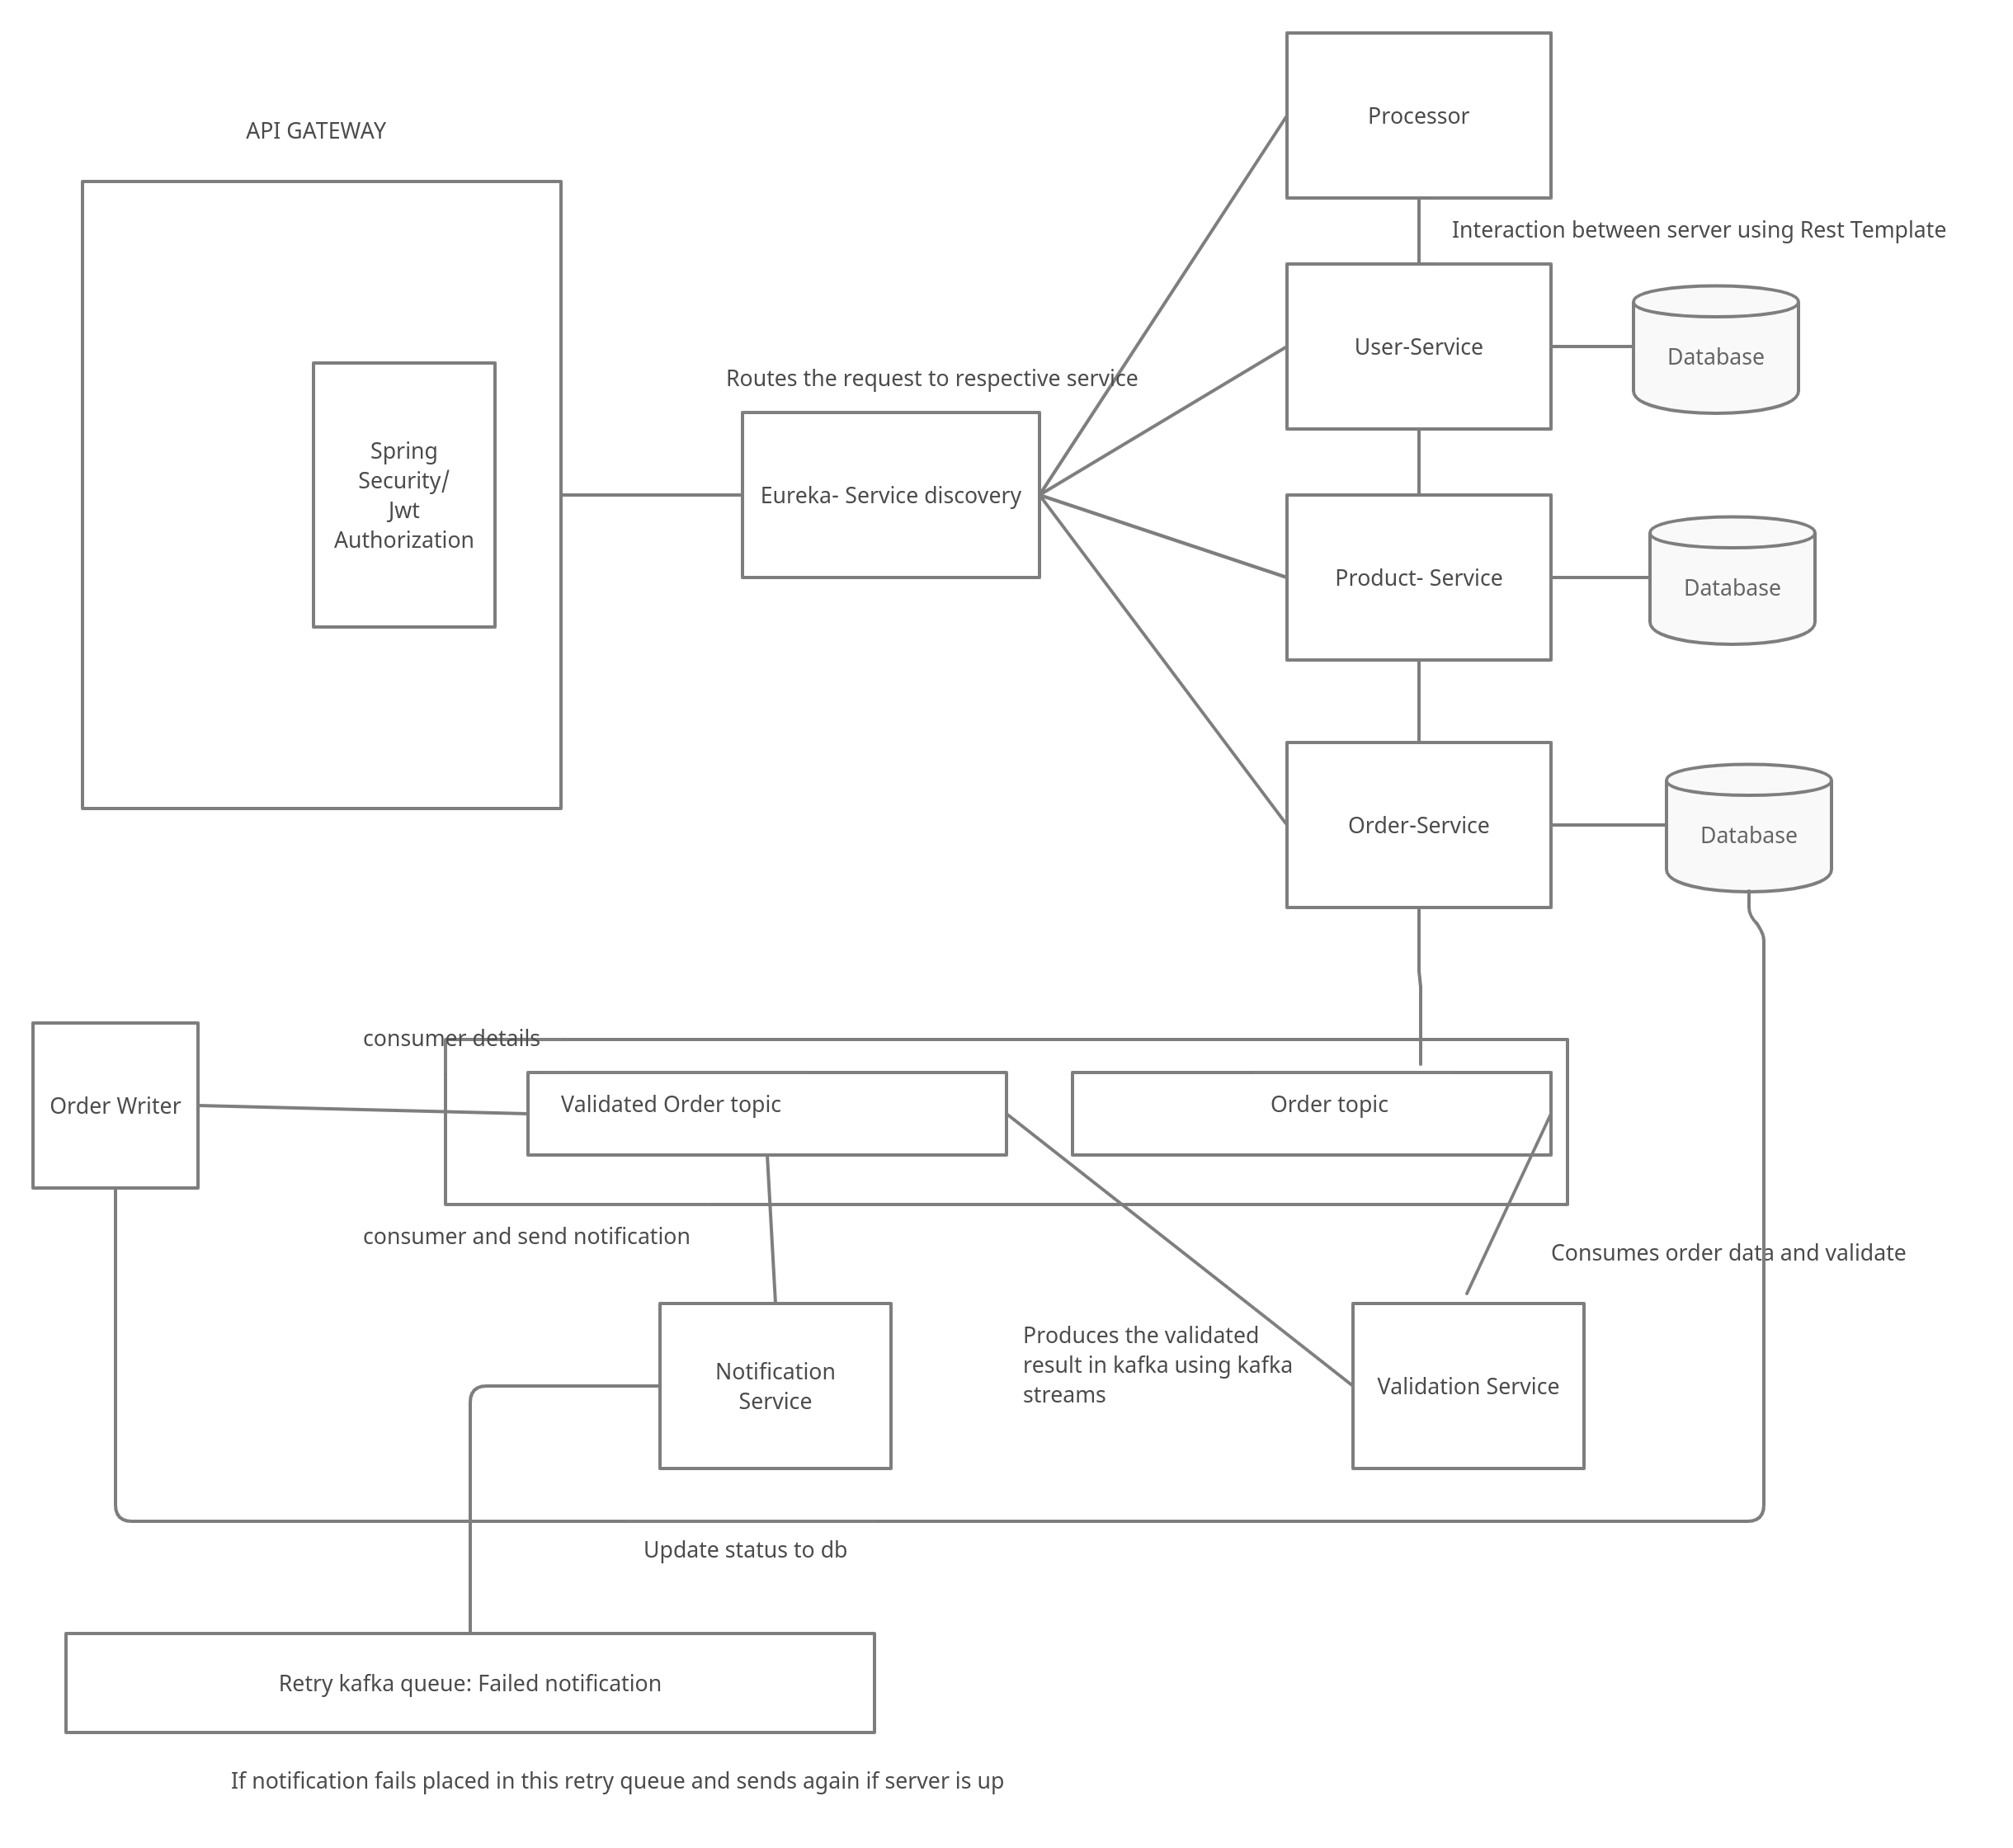 Processor
API GATEWAY
Interaction between server using Rest Template
User-Service
Database
Routes the request to respective service
Spring
Security/
Jwt
Authorization
Eureka- Service discovery
Product- Service
Database
Order-Service
Database
consumer details
Order Writer
Validated Order topic
Order topic
consumer and send notification
Consumes order data and validate
Produces the validated
result in kafka using kafka
streams
Notification
Service
Validation Service
Update status to db
Retry kafka queue: Failed notification
If notification fails placed in this retry queue and sends again if server is up